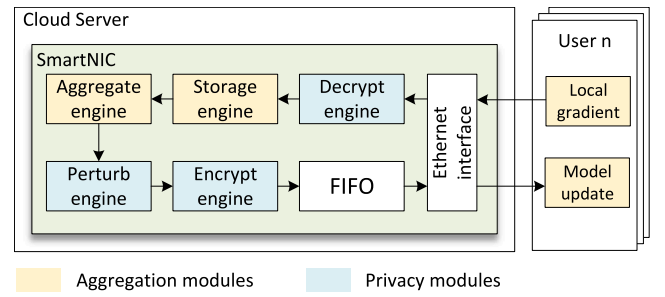 Cloud Server
SmartNIC
Aggregate
engine
Storage
engine
Decrypt
engine
Ethernet
interface
Perturb
engine
Encrypt
engine
FIFO
User n
Local
gradient
Model
update
Aggregation modules
Privacy modules